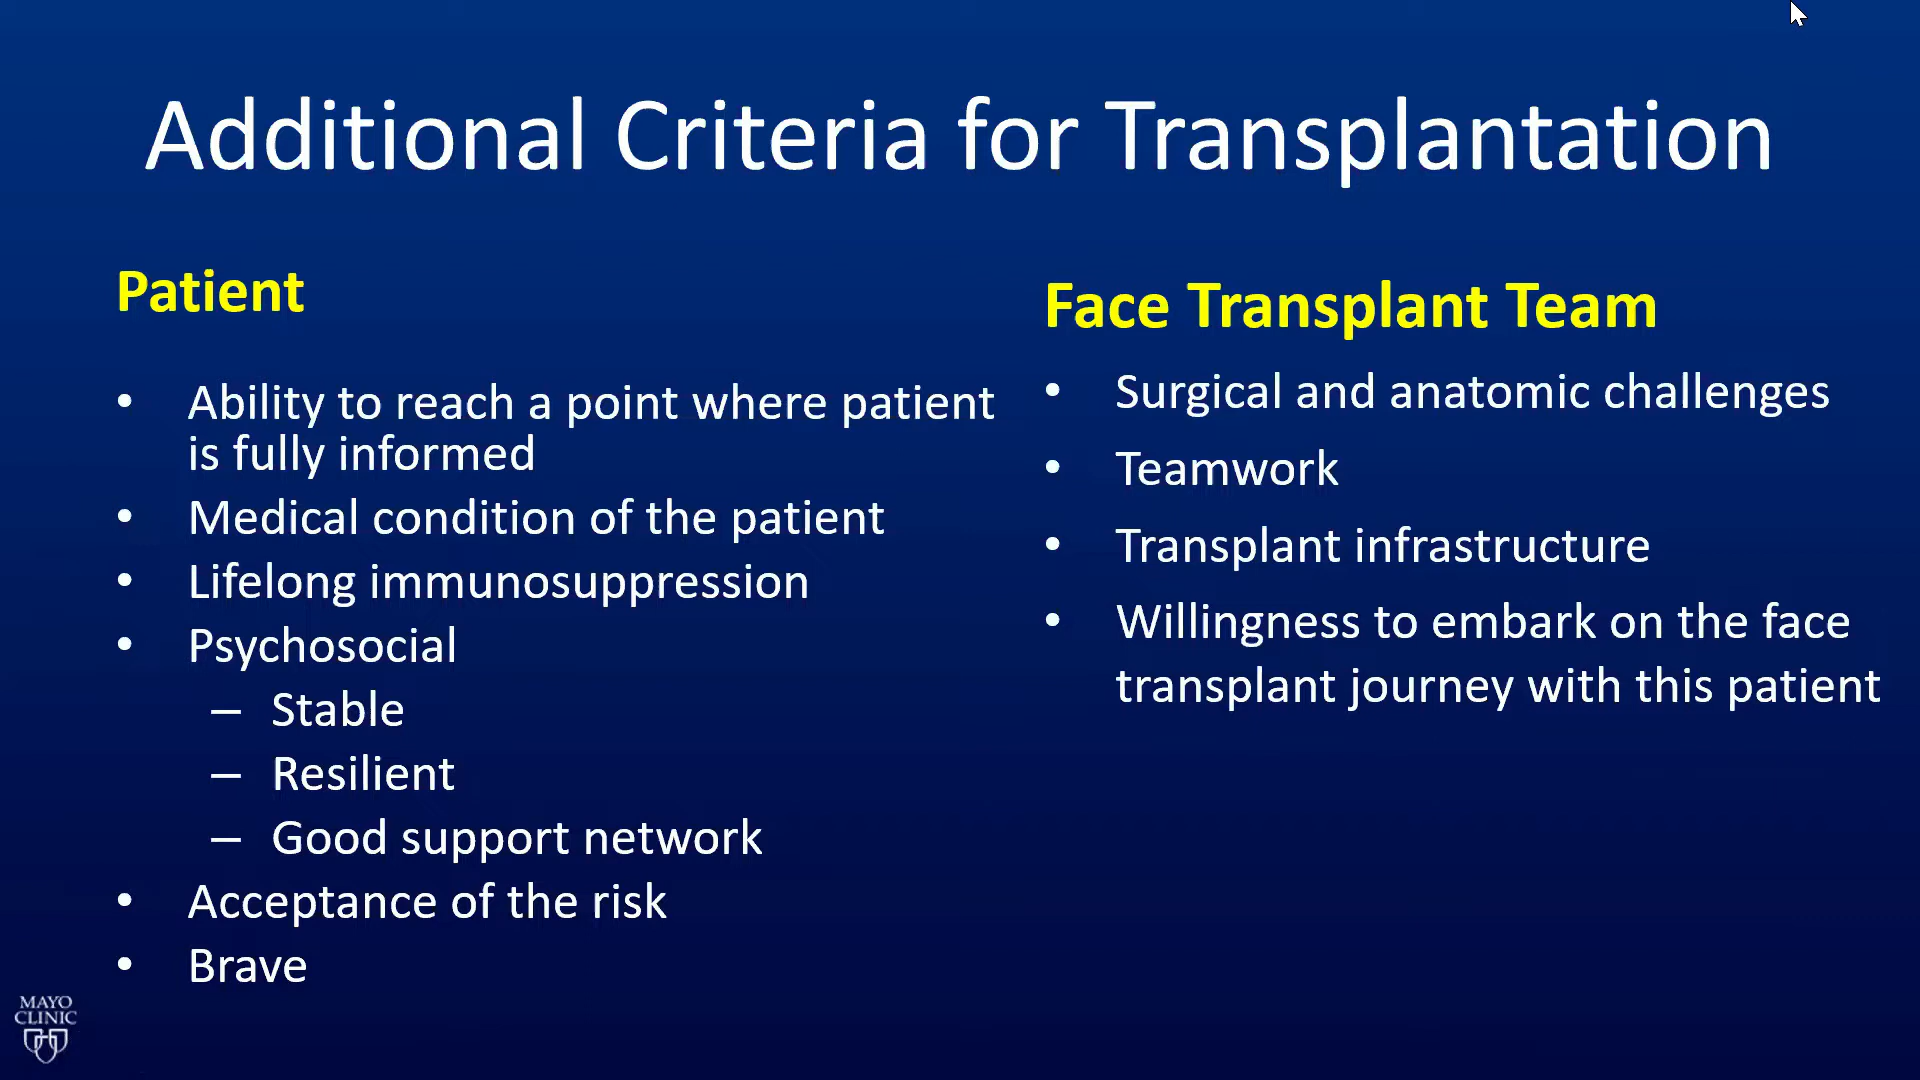 Additional Criteria for Transplantation
Patient
• Ability to reach a point where patient
is fully informed
• Medical condition of the patient
• Lifelong immunosuppression
• Psychosocial
– Stable
– Resilient
– Good support network
• Acceptance of the risk
• Brave
Face Transplant Team
• Surgical and anatomic challenges
• Teamwork
• Transplant infrastructure
• Willingness to embark on the face
transplant journey with this patient
MAYO
CLINIC